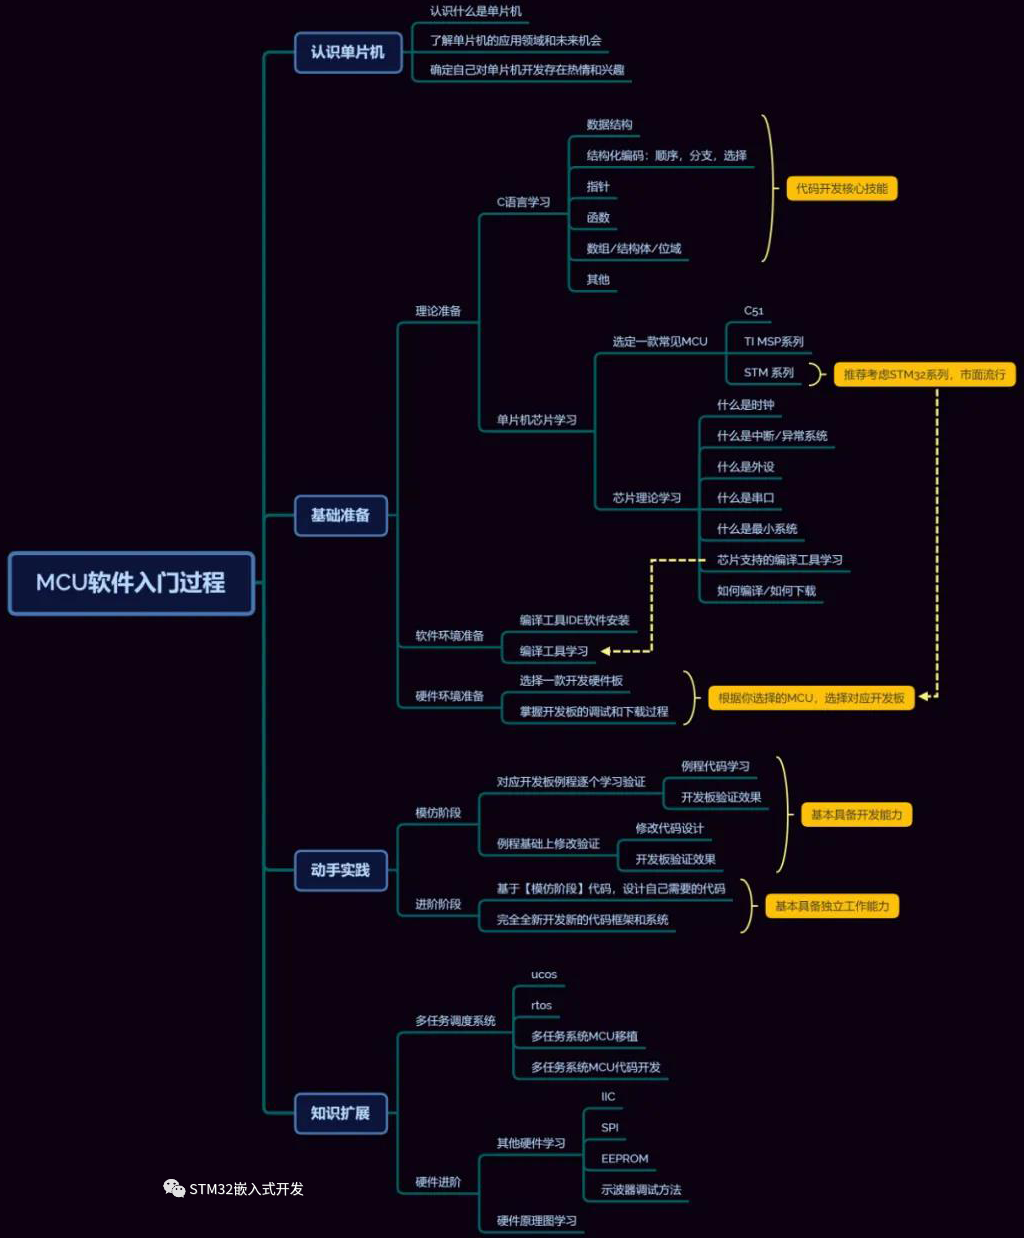 认识什么是单片机
认识单片机
了解单片机的应用领域和未来机会
确定自己对单片机开发存在热情和兴趣
数据结构
结构化编码：顺序，分支，选择
指针
代码开发核心技能
C语言学习
函数
数组/结构体/位域
其他
理论准备
C51
选定一款常见MCU
TI MSP系列
STM 系列
推荐考虑STM32系列，市面流行
单片机芯片学习
什么是时钟
什么是中断/异常系统
什么是外设
芯片理论学习
什么是串口
什么是最小系统
芯片支持的编译工具学习
如何编译/如何下载
基础准备
MCU软件入门过程
软件环境准备
编译工具IDE软件安装
编译工具学习
硬件环境准备
选择一款开发硬件板
掌握开发板的调试和下载过程
根据你选择的MCU，选择对应开发板
对应开发板例程逐个学习验证
例程代码学习
开发板验证效果
模仿阶段
基本具备开发能力
例程基础上修改验证
修改代码设计
开发板验证效果
动手实践
进阶阶段
基于【模仿阶段】代码，设计自己需要的代码
完全全新开发新的代码框架和系统
基本具备独立工作能力
ucos
rtos
多任务调度系统
多任务系统MCU移植
多任务系统MCU代码开发
知识扩展
IIC
SPI
其他硬件学习
EEPROM
示波器调试方法
硬件进阶
硬件原理图学习
STM32嵌入式开发